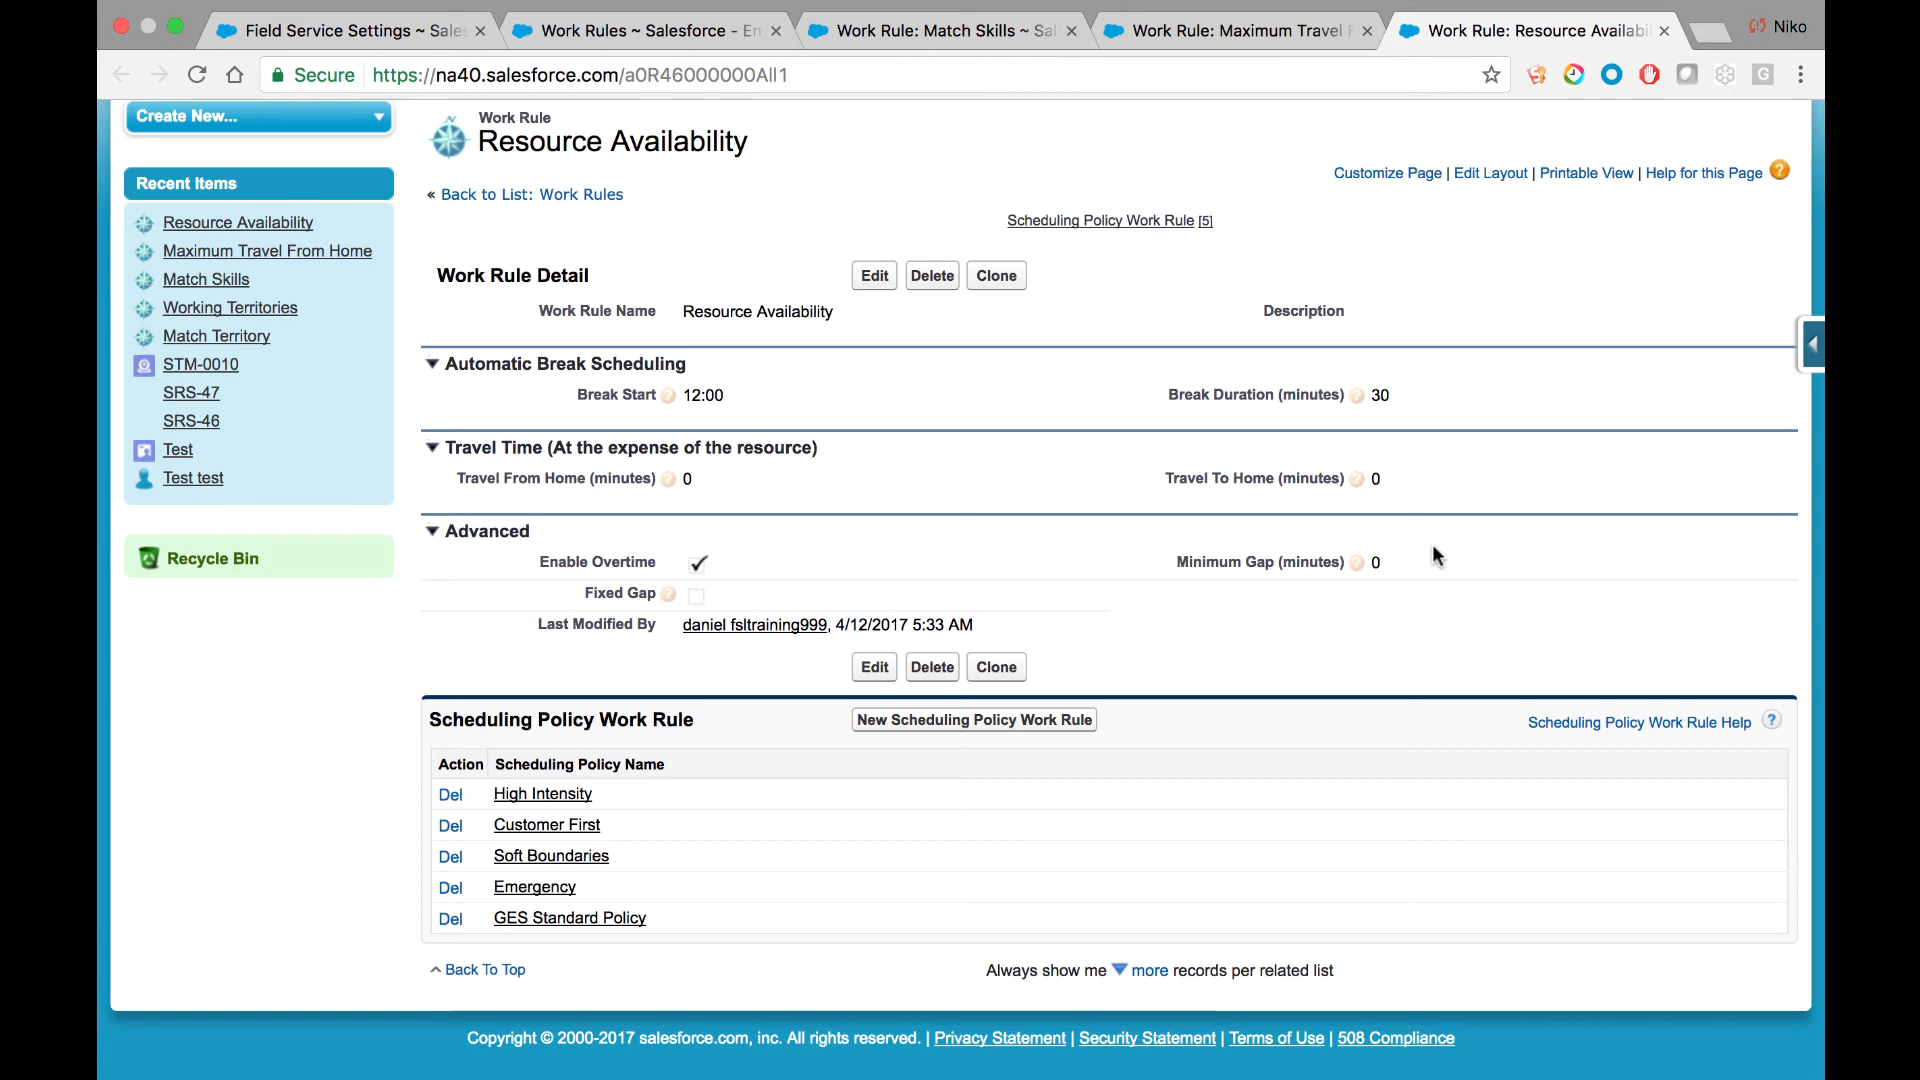 Field Service Settings ~ Sales
Work Rules ~ Salesforce - En
Work Rule: Match Skills ~ Sal
Work Rule: Maximum Travel F
Work Rule: Resource Availabil
Niko
Secure
https://na40.salesforce.com/a0R46000000All1
G
Create New...
Recent Items
Resource Availability
Maximum Travel From Home
Match Skills
Working Territories
Match Territory
STM-0010
SRS-47
SRS-46
Test
Test test
Recycle Bin
Work Rule
Resource Availability
Customize Page | Edit Layout | Printable View | Help for this Page ?
« Back to List: Work Rules
Scheduling Policy Work Rule [5]
Work Rule Detail Edit Delete Clone
Work Rule Name Resource Availability Description
Automatic Break Scheduling
Break Start ? 12:00 Break Duration (minutes) ? 30
Travel Time (At the expense of the resource)
Travel From Home (minutes) ? 0 Travel To Home (minutes) ? 0
Advanced
Enable Overtime Minimum Gap (minutes) ? 0
Fixed Gap ?
Last Modified By daniel fsltraining999, 4/12/2017 5:33 AM
Edit Delete Clone
Scheduling Policy Work Rule New Scheduling Policy Work Rule Scheduling Policy Work Rule Help ?
Action Scheduling Policy Name
Del High Intensity
Del Customer First
Del Soft Boundaries
Del Emergency
Del GES Standard Policy
Back To Top Always show me more records per related list
Copyright © 2000-2017 salesforce.com, inc. All rights reserved. | Privacy Statement | Security Statement | Terms of Use | 508 Compliance